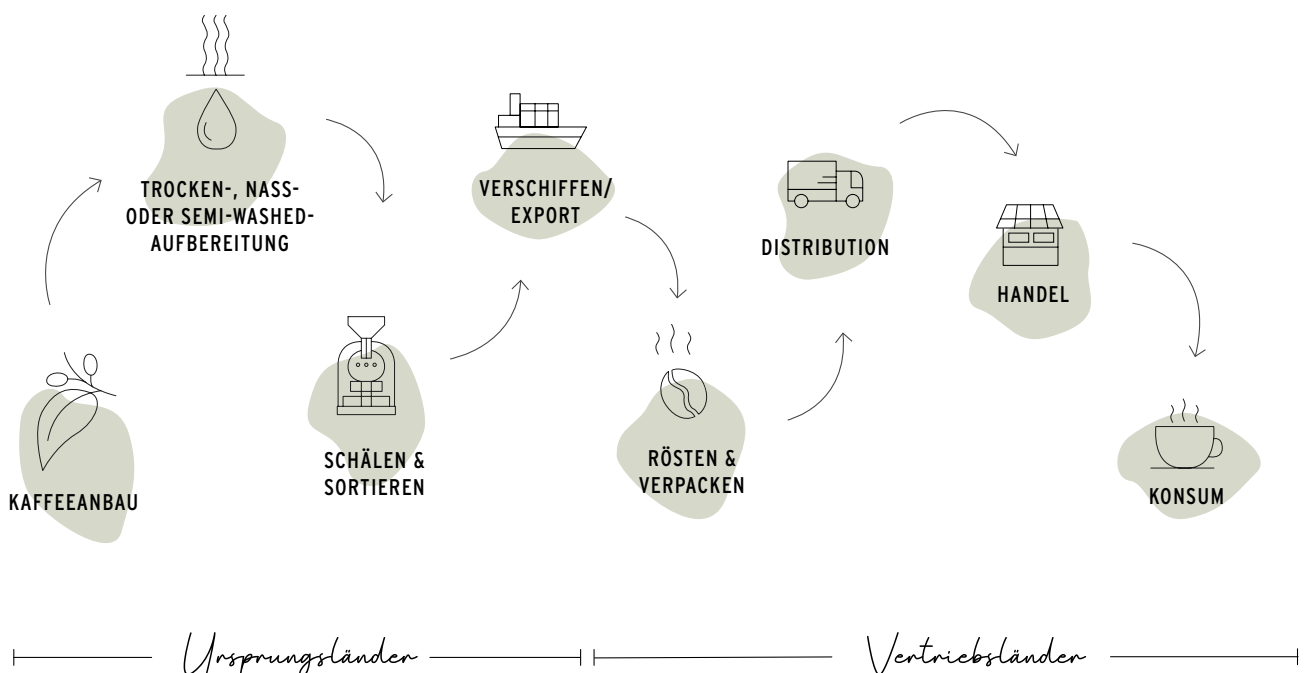 TROCKEN-, NASS-
ODER SEMI-WASHED-
AUFBEREITUNG
VERSCHIFFEN/
EXPORT
DISTRIBUTION
HANDEL
KAFFEEANBAU
SCHÄLEN &
SORTIEREN
RÖSTEN &
VERPACKEN
KONSUM
Ursprungsländer
Vertriebsländer